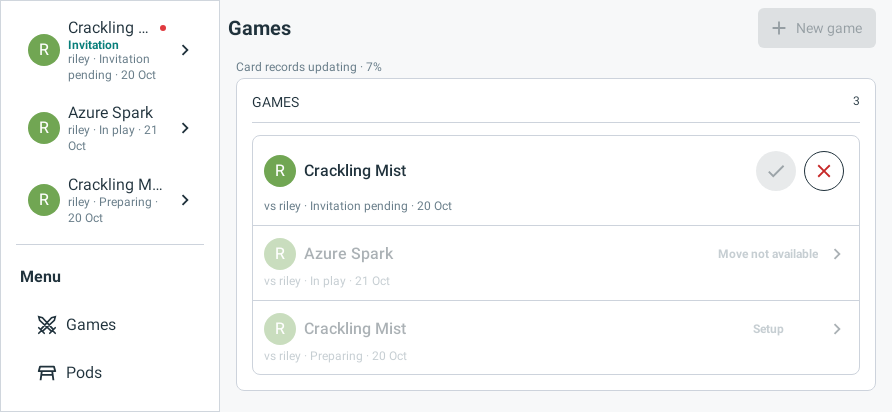 R
Crackling ...
Invitation
riley · Invitation
pending · 20 Oct
R
Azure Spark
riley · In play · 21
Oct
R
Crackling M...
riley · Preparing ·
20 Oct
Menu
Games
Pods
Games
New game
Card records updating · 7%
GAMES
3
R
Crackling Mist
vs riley · Invitation pending · 20 Oct
R
Azure Spark
Move not available
vs riley · In play · 21 Oct
R
Crackling Mist
Setup
vs riley · Preparing · 20 Oct